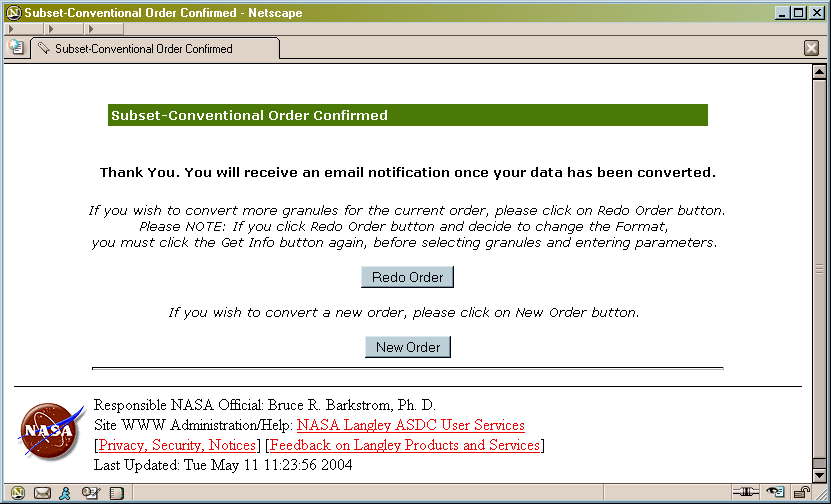 Subset-Conventional Order Confirmed - Netscape
Subset-Conventional Order Confirmed
Subset-Conventional Order Confirmed
Thank You. You will receive an email notification once your data has been converted.
If you wish to convert more granules for the current order, please click on Redo Order button.
Please NOTE: If you click Redo Order button and decide to change the Format,
you must click the Get Info button again, before selecting granules and entering parameters.
Redo Order
If you wish to convert a new order, please click on New Order button.
New Order
NASA
Responsible NASA Official: Bruce R. Barkstrom, Ph. D.
Site WWW Administration/Help: NASA Langley ASDC User Services
[Privacy, Security, Notices] [Feedback on Langley Products and Services]
Last Updated: Tue May 11 11:23:56 2004